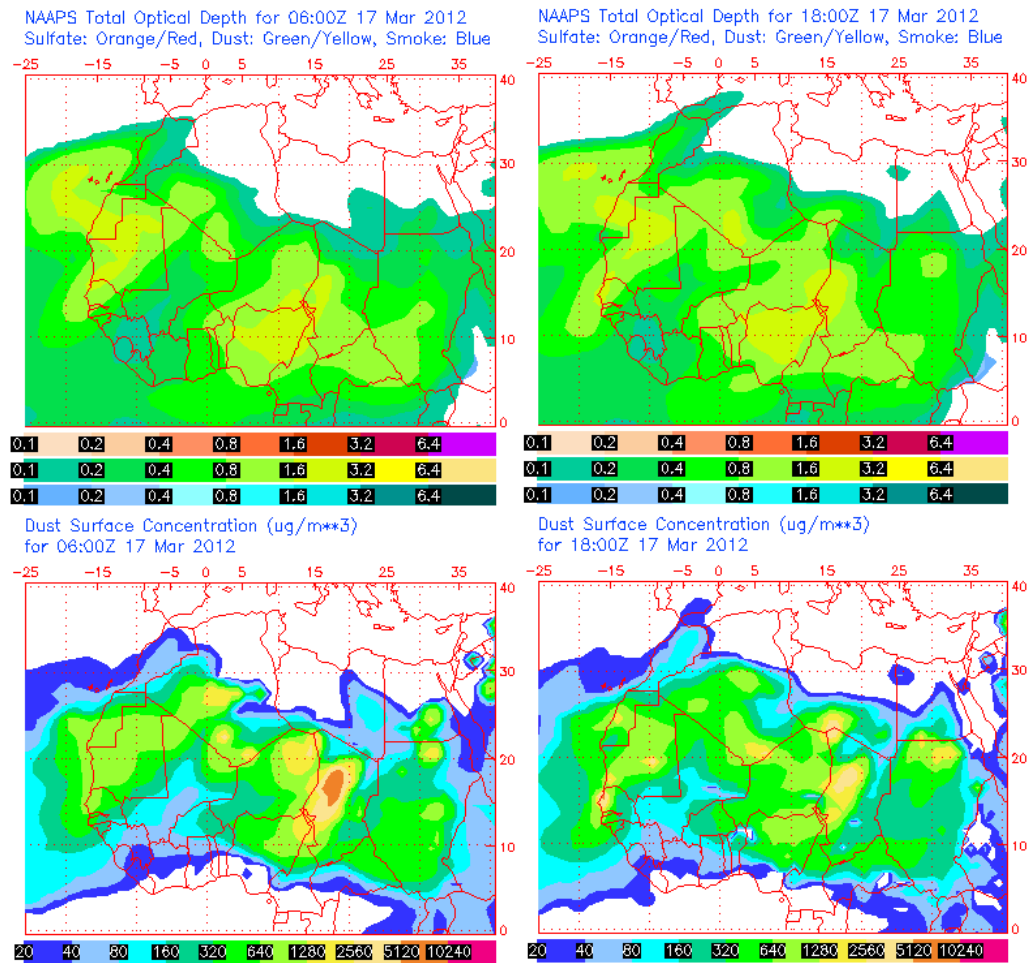 NAAPS Total Optical Depth for 06:00Z 17 Mar 2012
Sulfate: Orange/Red, Dust: Green/Yellow, Smoke: Blue
-25 -15 -5 0 5 15 25 35
40
30
20
10
0
0.1 0.2 0.4 0.8 1.6 3.2 6.4
0.1 0.2 0.4 0.8 1.6 3.2 6.4
0.1 0.2 0.4 0.8 1.6 3.2 6.4
NAAPS Total Optical Depth for 18:00Z 17 Mar 2012
Sulfate: Orange/Red, Dust: Green/Yellow, Smoke: Blue
-25 -15 -5 0 5 15 25 35
40
30
20
10
0
0.1 0.2 0.4 0.8 1.6 3.2 6.4
0.1 0.2 0.4 0.8 1.6 3.2 6.4
0.1 0.2 0.4 0.8 1.6 3.2 6.4
Dust Surface Concentration (ug/m**3)
for 06:00Z 17 Mar 2012
-25 -15 -5 0 5 15 25 35
40
30
20
10
0
20 40 80 160 320 640 1280 2560 5120 10240
Dust Surface Concentration (ug/m**3)
for 18:00Z 17 Mar 2012
-25 -15 -5 0 5 15 25 35
40
30
20
10
0
20 40 80 160 320 640 1280 2560 5120 10240